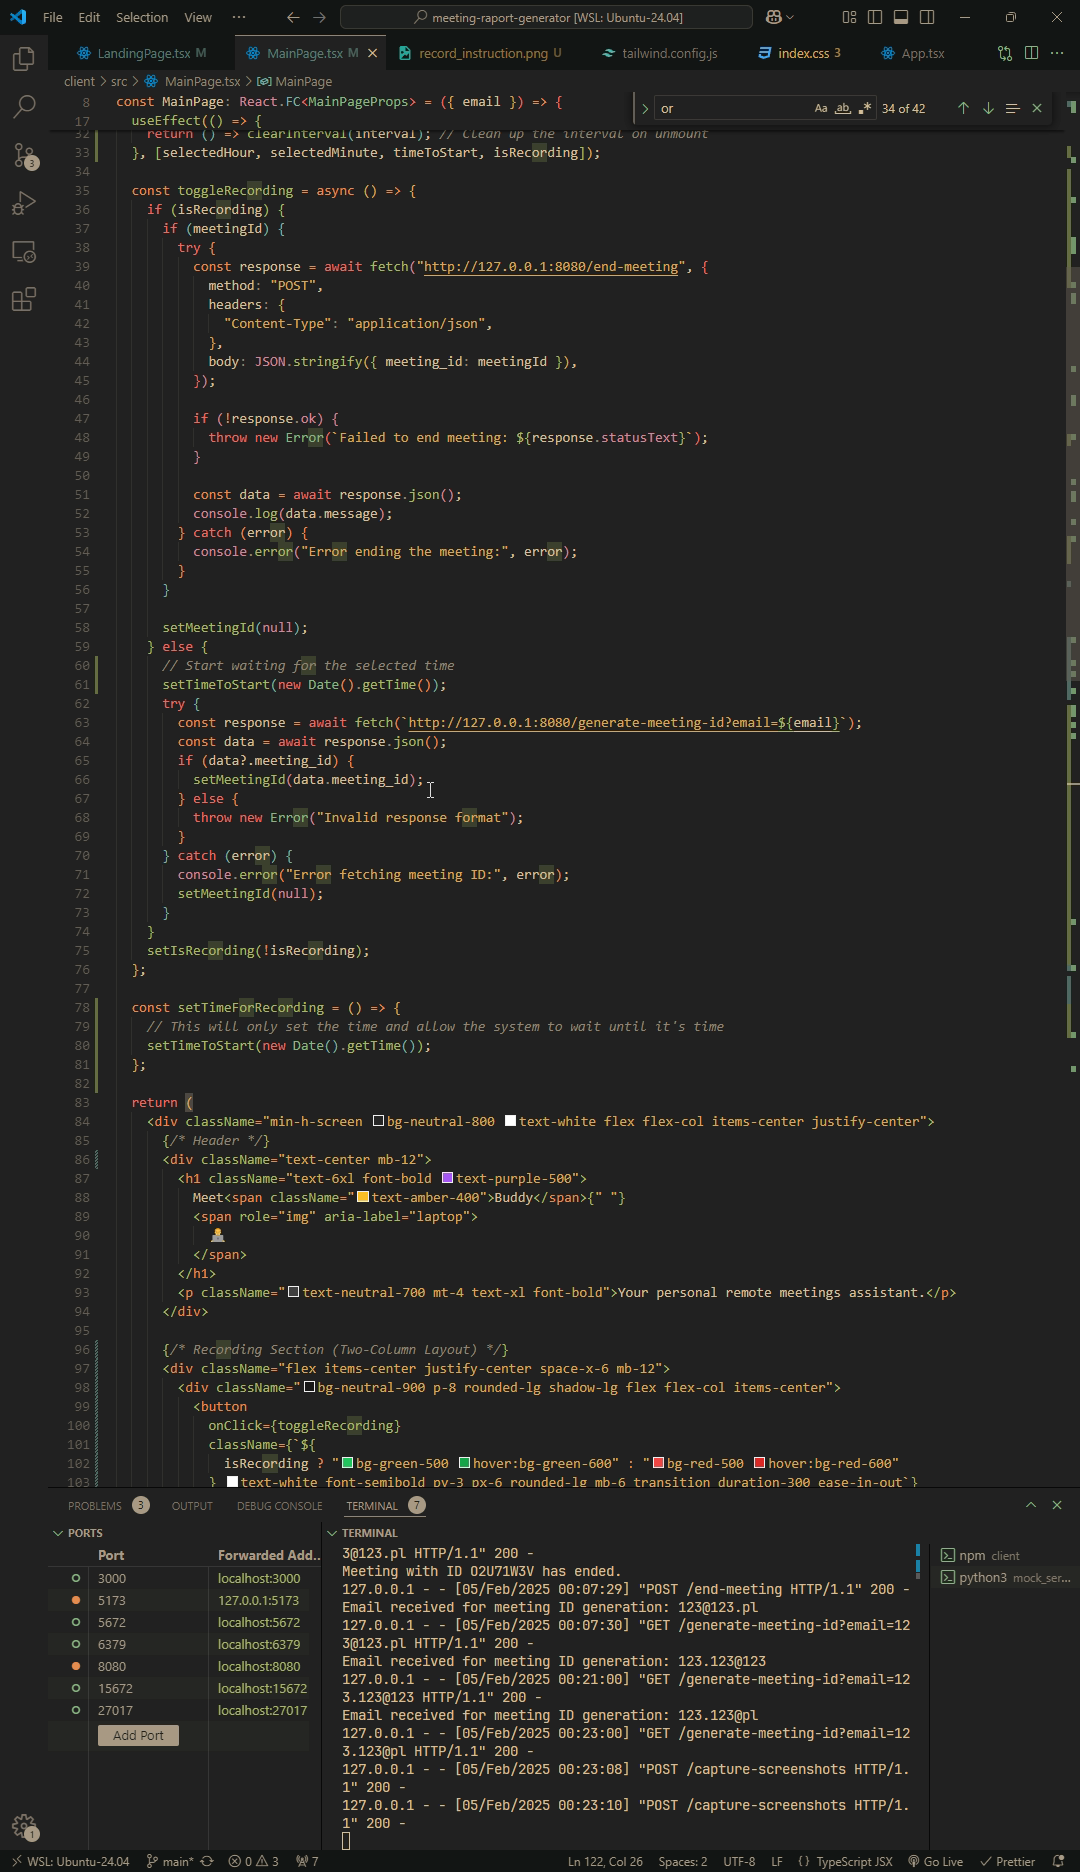 File Edit Selection View ··· meeting-raport-generator [WSL: Ubuntu-24.04]
LandingPage.tsx M MainPage.tsx M record_instruction.png U tailwind.config.js index.css 3 App.tsx
client > src > MainPage.tsx > MainPage
or Aa ab 34 of 42
8 const MainPage: React.FC<MainPageProps> = ({ email }) => {
17 useEffect(() => {
32 return () => clearInterval(interval); // Clean up the interval on unmount
33 }, [selectedHour, selectedMinute, timeToStart, isRecording]);
34
35 const toggleRecording = async () => {
36 if (isRecording) {
37 if (meetingId) {
38 try {
39 const response = await fetch("http://127.0.0.1:8080/end-meeting", {
40 method: "POST",
41 headers: {
42 "Content-Type": "application/json",
43 },
44 body: JSON.stringify({ meeting_id: meetingId }),
45 });
46
47 if (!response.ok) {
48 throw new Error(`Failed to end meeting: ${response.statusText}`);
49 }
50
51 const data = await response.json();
52 console.log(data.message);
53 } catch (error) {
54 console.error("Error ending the meeting:", error);
55 }
56 }
57
58 setMeetingId(null);
59 } else {
60 // Start waiting for the selected time
61 setTimeToStart(new Date().getTime());
62 try {
63 const response = await fetch(`http://127.0.0.1:8080/generate-meeting-id?email=${email}`);
64 const data = await response.json();
65 if (data?.meeting_id) {
66 setMeetingId(data.meeting_id);
67 } else {
68 throw new Error("Invalid response format");
69 }
70 } catch (error) {
71 console.error("Error fetching meeting ID:", error);
72 setMeetingId(null);
73 }
74 }
75 setIsRecording(!isRecording);
76 };
77
78 const setTimeForRecording = () => {
79 // This will only set the time and allow the system to wait until it's time
80 setTimeToStart(new Date().getTime());
81 };
82
83 return (
84 <div className="min-h-screen bg-neutral-800 text-white flex flex-col items-center justify-center">
85 {/* Header */}
86 <div className="text-center mb-12">
87 <h1 className="text-6xl font-bold text-purple-500">
88 Meet<span className="text-amber-400">Buddy</span>{" "}
89 <span role="img" aria-label="laptop">
90 🧑‍💻
91 </span>
92 </h1>
93 <p className="text-neutral-700 mt-4 text-xl font-bold">Your personal remote meetings assistant.</p>
94 </div>
95
96 {/* Recording Section (Two-Column Layout) */}
97 <div className="flex items-center justify-center space-x-6 mb-12">
98 <div className="bg-neutral-900 p-8 rounded-lg shadow-lg flex flex-col items-center">
99 <button
100 onClick={toggleRecording}
101 className={`${
102 isRecording ? "bg-green-500 hover:bg-green-600" : "bg-red-500 hover:bg-red-600"
103 } text-white font-semibold py-3 px-6 rounded-lg mb-6 transition duration-300 ease-in-out`}
PROBLEMS 3 OUTPUT DEBUG CONSOLE TERMINAL 7
PORTS
Port Forwarded Add...
3000 localhost:3000
5173 127.0.0.1:5173
5672 localhost:5672
6379 localhost:6379
8080 localhost:8080
15672 localhost:15672
27017 localhost:27017
Add Port
TERMINAL
3@123.pl HTTP/1.1" 200 -
Meeting with ID O2U71W3V has ended.
127.0.0.1 - - [05/Feb/2025 00:07:29] "POST /end-meeting HTTP/1.1" 200 -
Email received for meeting ID generation: 123@123.pl
127.0.0.1 - - [05/Feb/2025 00:07:30] "GET /generate-meeting-id?email=12
3@123.pl HTTP/1.1" 200 -
Email received for meeting ID generation: 123.123@123
127.0.0.1 - - [05/Feb/2025 00:21:00] "GET /generate-meeting-id?email=12
3.123@123 HTTP/1.1" 200 -
Email received for meeting ID generation: 123.123@pl
127.0.0.1 - - [05/Feb/2025 00:23:00] "GET /generate-meeting-id?email=12
3.123@pl HTTP/1.1" 200 -
127.0.0.1 - - [05/Feb/2025 00:23:08] "POST /capture-screenshots HTTP/1.
1" 200 -
127.0.0.1 - - [05/Feb/2025 00:23:10] "POST /capture-screenshots HTTP/1.
1" 200 -
npm client
python3 mock_ser...
3
1
WSL: Ubuntu-24.04 main* 0 3 7 Ln 122, Col 26 Spaces: 2 UTF-8 LF {} TypeScript JSX Go Live Prettier